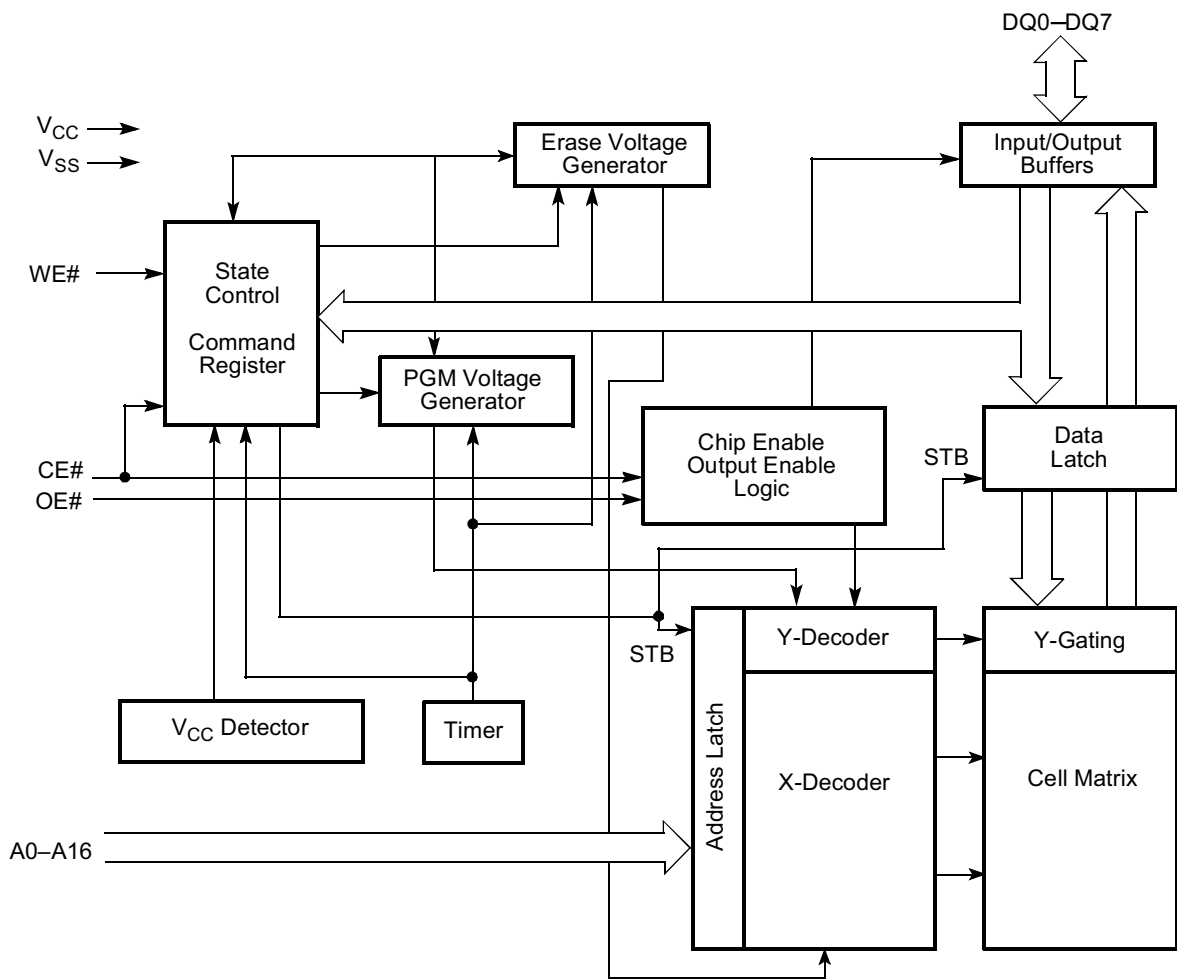 DQ0–DQ7
VCC
VSS
Erase Voltage
Generator
Input/Output
Buffers
WE#
State
Control
Command
Register
PGM Voltage
Generator
Chip Enable
Output Enable
Logic
Data
Latch
STB
CE#
OE#
STB
Address Latch
Y-Decoder
Y-Gating
VCC Detector
Timer
X-Decoder
Cell Matrix
A0–A16